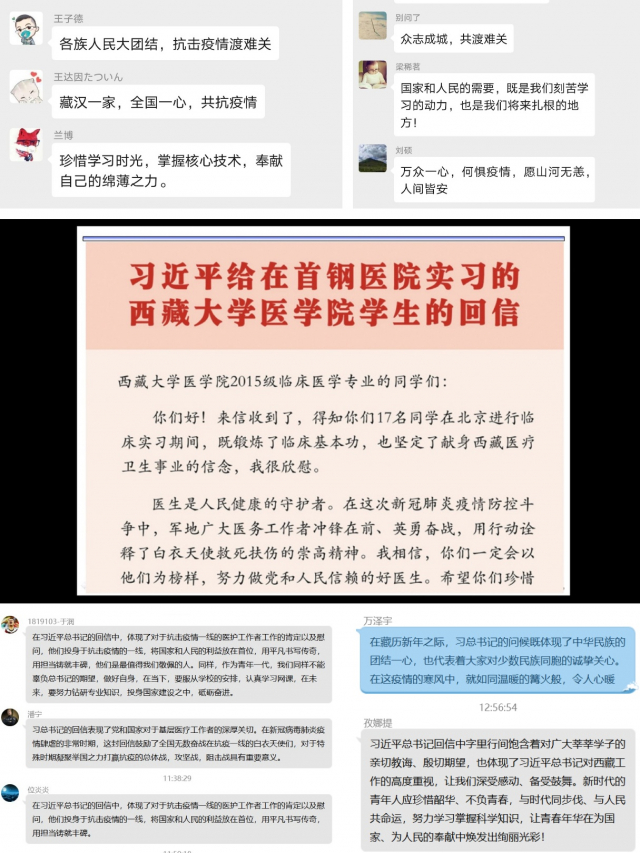 王子德
各族人民大团结，抗击疫情渡难关
王达因たついん
藏汉一家，全国一心，共抗疫情
兰博
珍惜学习时光，掌握核心技术，奉献
自己的绵薄之力。
别问了
众志成城，共渡难关
梁稀茗
国家和人民的需要，既是我们刻苦学
习的动力，也是我们将来扎根的地
方！
刘硕
万众一心，何惧疫情，愿山河无恙，
人间皆安
习近平给在首钢医院实习的
西藏大学医学院学生的回信
西藏大学医学院2015级临床医学专业的同学们：
你们好！来信收到了，得知你们17名同学在北京进行临
床实习期间，既锻炼了临床基本功，也坚定了献身西藏医疗
卫生事业的信念，我很欣慰。
医生是人民健康的守护者。在这次新冠肺炎疫情防控斗
争中，军地广大医务工作者冲锋在前、英勇奋战，用行动诠
释了白衣天使救死扶伤的崇高精神。我相信，你们一定会以
他们为榜样，努力做党和人民信赖的好医生。希望你们珍惜
1819103-于澜
在习近平总书记的回信中，体现了对于抗击疫情一线的医护工作者工作的肯定以及慰
问，他们投身于抗击疫情的一线，将国家和人民的利益放在首位，用平凡书写传奇，
用担当铸就丰碑，他们是最值得我们敬佩的人。同样，作为青年一代，我们同样不能
辜负总书记的期望，做好自身，在当下，要服从学校的安排，认真学习网课，在未
来，要努力钻研专业知识，投身国家建设之中，砥砺奋进。
潘宁
习总书记的回信表现了党和国家对于基层医疗工作者的深厚关切。在新冠病毒肺炎疫
情肆虐的非常时期，这封回信鼓励了全国无数奋战在抗疫一线的白衣天使们，对于特
殊时期凝聚举国之力打赢抗疫的总体战，攻坚战，阻击战具有重要意义。
11:38:29
位炎炎
在习近平总书记的回信中，体现了对于抗击疫情一线的医护工作者工作的肯定以及慰
问，他们投身于抗击疫情的一线，将国家和人民的利益放在首位，用平凡书写传奇，
用担当铸就丰碑。
万泽宇
在藏历新年之际，习总书记的问候既体现了中华民族的
团结一心，也代表着大家对少数民族同胞的诚挚关心。
在这疫情的寒风中，就如同温暖的篝火般，令人心暖
12:56:54
孜娜提
习近平总书记回信中字里行间饱含着对广大莘莘学子的
亲切教诲、殷切期望，也体现了习近平总书记对西藏工
作的高度重视，让我们深受感动、备受鼓舞。新时代的
青年人应珍惜韶华、不负青春，与时代同步伐、与人民
共命运，努力学习掌握科学知识，让青春年华在为国
家、为人民的奉献中焕发出绚丽光彩！